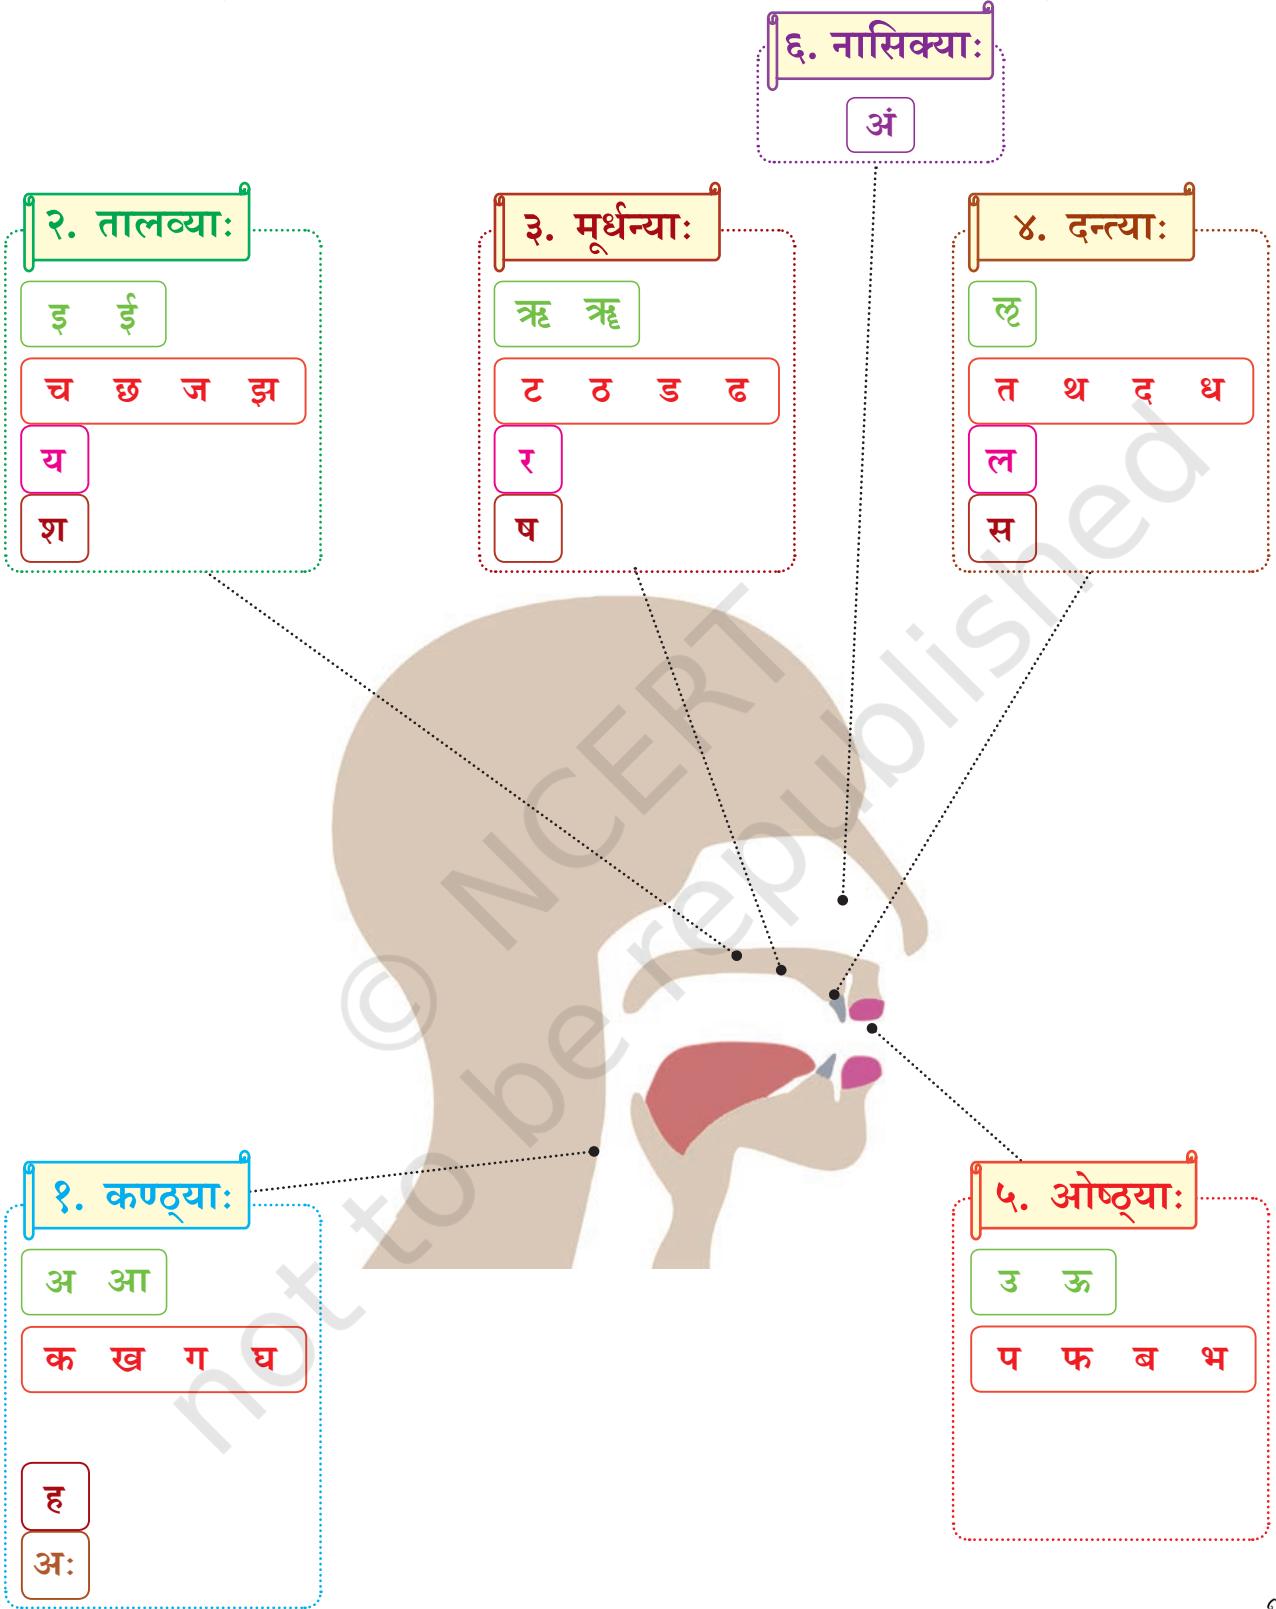 ६. नासिक्याः
अं
२. तालव्याः
इ ई
च छ ज झ
य
श
३. मूर्धन्याः
ऋ ॠ
ट ठ ड ढ
र
ष
४. दन्त्याः
ऌ
त थ द ध
ल
स
© NCERT
not to be republished
१. कण्ठ्याः
अ आ
क ख ग घ
ह
अः
५. ओष्ठ्याः
उ ऊ
प फ ब भ